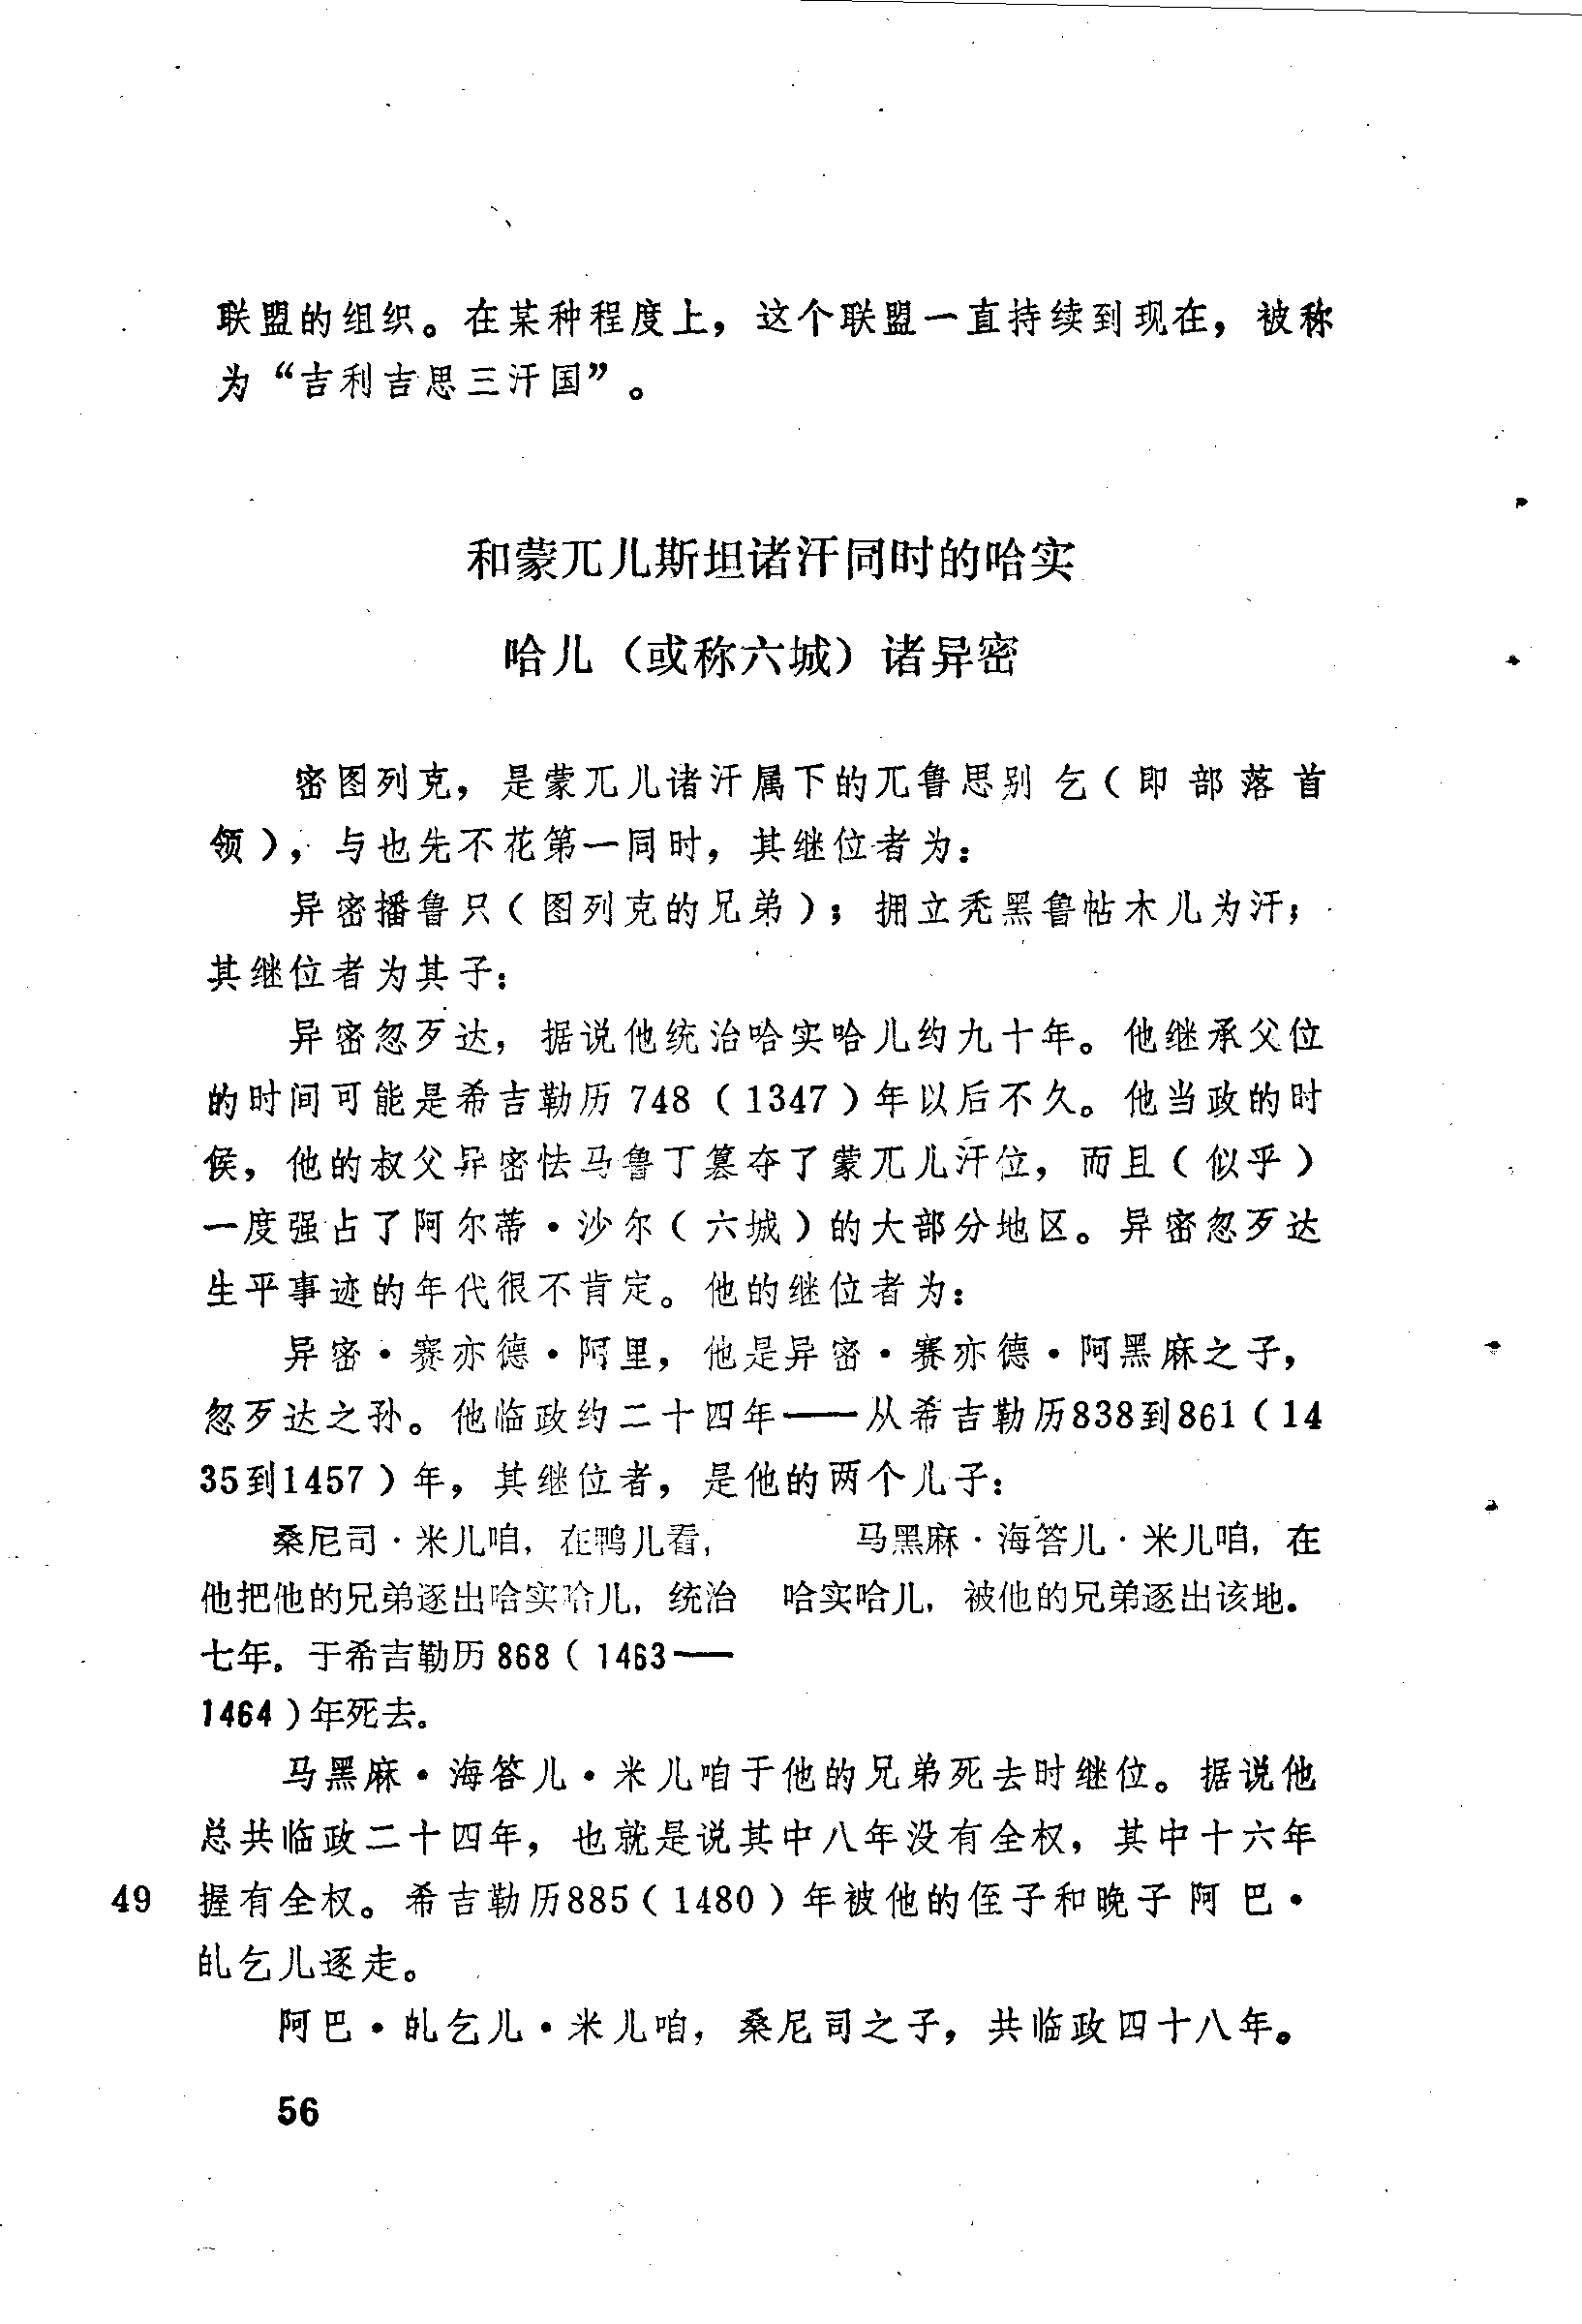 联盟的组织。在某种程度上，这个联盟一直持续到现在，被称
为“吉利吉思三汗国”。
和蒙兀儿斯坦诸汗同时的哈实
哈儿（或称六城）诸异密
密图列克，是蒙兀儿诸汗属下的兀鲁思别乞（即部落首
领），与也先不花第一同时，其继位者为：
异密播鲁只（图列克的兄弟）；拥立秃黑鲁帖木儿为汗；
其继位者为其子：
异密忽歹达，据说他统治哈实哈儿约九十年。他继承父位
的时间可能是希吉勒历748（1347）年以后不久。他当政的时
侯，他的叔父异密怯马鲁丁篡夺了蒙兀儿汗位，而且（似乎）
一度强占了阿尔蒂·沙尔（六城）的大部分地区。异密忽歹达
生平事迹的年代很不肯定。他的继位者为：
异密·赛亦德·阿里，他是异密·赛亦德·阿黑麻之子，
忽歹达之孙。他临政约二十四年——从希吉勒历838到861（14
35到1457）年，其继位者，是他的两个儿子：
桑尼司·米儿咱，在鸭儿看，
他把他的兄弟逐出哈实哈儿，统治
七年。于希吉勒历868（1463——
1464）年死去。
马黑麻·海答儿·米儿咱，在
哈实哈儿，被他的兄弟逐出该地。
马黑麻·海答儿·米儿咱于他的兄弟死去时继位。据说他
总共临政二十四年，也就是说其中八年没有全权，其中十六年
49 握有全权。希吉勒历885（1480）年被他的侄子和晚子阿巴·
癿乞儿逐走。
阿巴·癿乞儿·米儿咱，桑尼司之子，共临政四十八年。
56